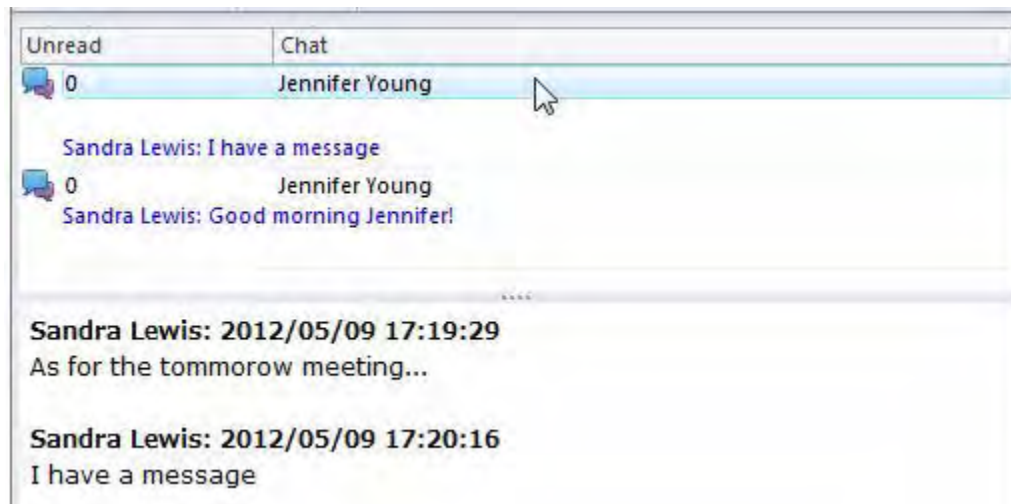 Unread Chat
0 Jennifer Young
Sandra Lewis: I have a message
0 Jennifer Young
Sandra Lewis: Good morning Jennifer!
Sandra Lewis: 2012/05/09 17:19:29
As for the tommorow meeting...
Sandra Lewis: 2012/05/09 17:20:16
I have a message